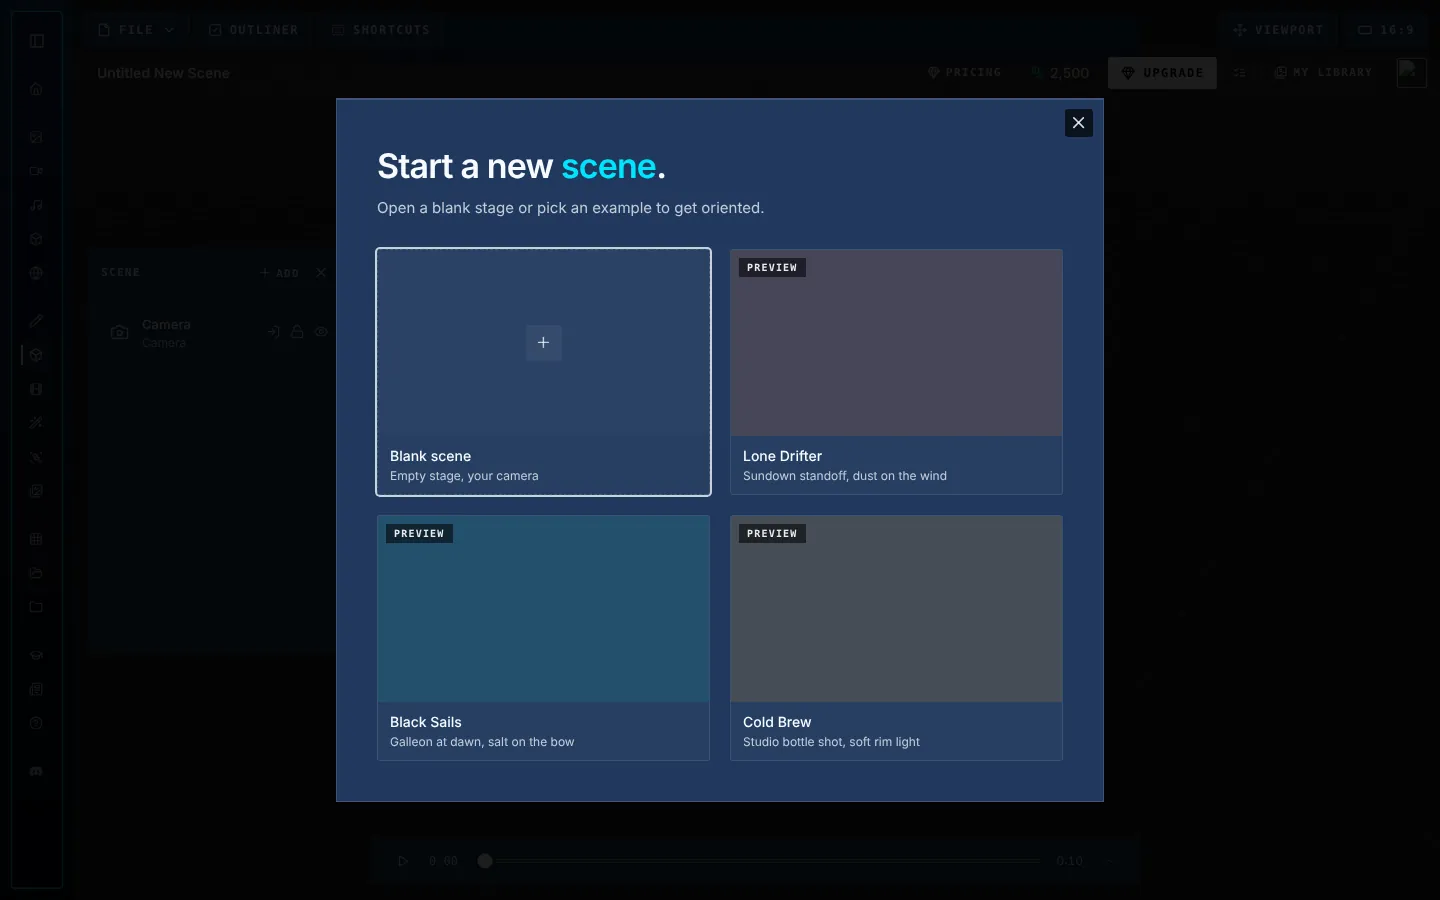 FILE
OUTLINER
SHORTCUTS
VIEWPORT
16:9
Untitled New Scene
PRICING
2,500
UPGRADE
MY LIBRARY
Start a new scene.
Open a blank stage or pick an example to get oriented.
SCENE
ADD
Camera
Camera
Blank scene
Empty stage, your camera
PREVIEW
Lone Drifter
Sundown standoff, dust on the wind
PREVIEW
Black Sails
Galleon at dawn, salt on the bow
PREVIEW
Cold Brew
Studio bottle shot, soft rim light
0:00
0:10